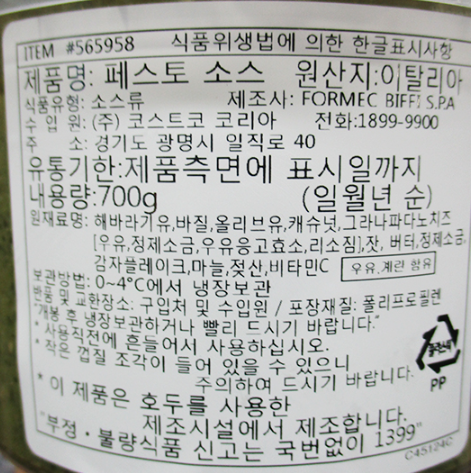 ITEM #565958 식품위생법에 의한 한글표시사항
제품명: 페스토 소스 원산지:이탈리아
식품유형: 소스류 제조사: FORMEC BIFFI S.P.A
수 입 원: (주) 코스트코 코리아 전화:1899-9900
주 소: 경기도 광명시 일직로 40
유통기한:제품측면에 표시일까지
내용량:700g (일월년 순)
원재료명: 해바라기유,바질,올리브유,캐슈넛,그라나파다노치즈
[우유,정제소금,우유응고효소,리소짐],잣, 버터,정제소금,
감자플레이크,마늘,젖산,비타민C 우유,계란 함유
보관방법: 0~4°C에서 냉장보관
반품 및 교환장소: 구입처 및 수입원 / 포장재질: 폴리프로필렌
"개봉 후 냉장보관하거나 빨리 드시기 바랍니다."
* 사용직전에 흔들어서 사용하십시오.
* 작은 껍질 조각이 들어 있을 수 있으니
주의하여 드시기 바랍니다.
* 이 제품은 호두를 사용한
제조시설에서 제조합니다.
"부정·불량식품 신고는 국번없이 1399"
PP
C45124C